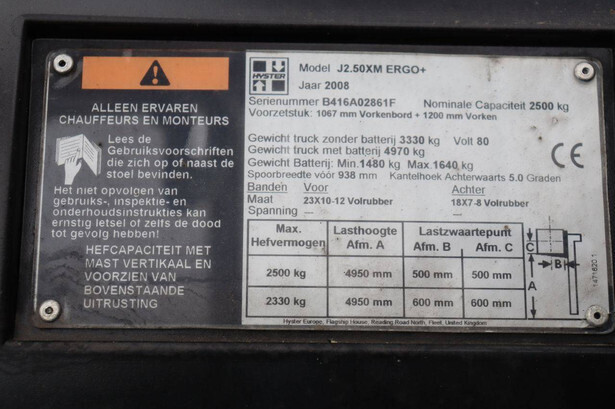 ALLEEN ERVAREN
CHAUFFEURS EN MONTEURS
Lees de
Gebruiksvoorschriften
die zich op of naast de
stoel bevinden.
Het niet opvolgen van
gebruiks-, inspektie- en
onderhoudsinstrukties kan
ernstig letsel of zelfs de dood
tot gevolg hebben!
HEFCAPACITEIT MET
MAST VERTIKAAL EN
VOORZIEN VAN
BOVENSTAANDE
UITRUSTING
HYSTER
Model J2.50XM ERGO+
Jaar 2008
Serienummer B416A02861F Nominale Capaciteit 2500 kg
Voorzetstuk: 1067 mm Vorkenbord + 1200 mm Vorken
Gewicht truck zonder batterij 3330 kg Volt 80
Gewicht truck met batterij 4970 kg
Gewicht Batterij: Min.1480 kg Max.1640 kg
Spoorbreedte vóór 938 mm Kantelhoek Achterwaarts 5.0 Graden
CE
Banden Voor Achter
Maat 23X10-12 Volrubber 18X7-8 Volrubber
Spanning --- ---
Max. Hefvermogen Lasthoogte Afm. A Lastzwaartepunt Afm. B Afm. C
2500 kg 4950 mm 500 mm 500 mm
2330 kg 4950 mm 600 mm 600 mm
C
B
A
1471620.1
Hyster Europe, Flagship House, Reading Road North, Fleet, United Kingdom